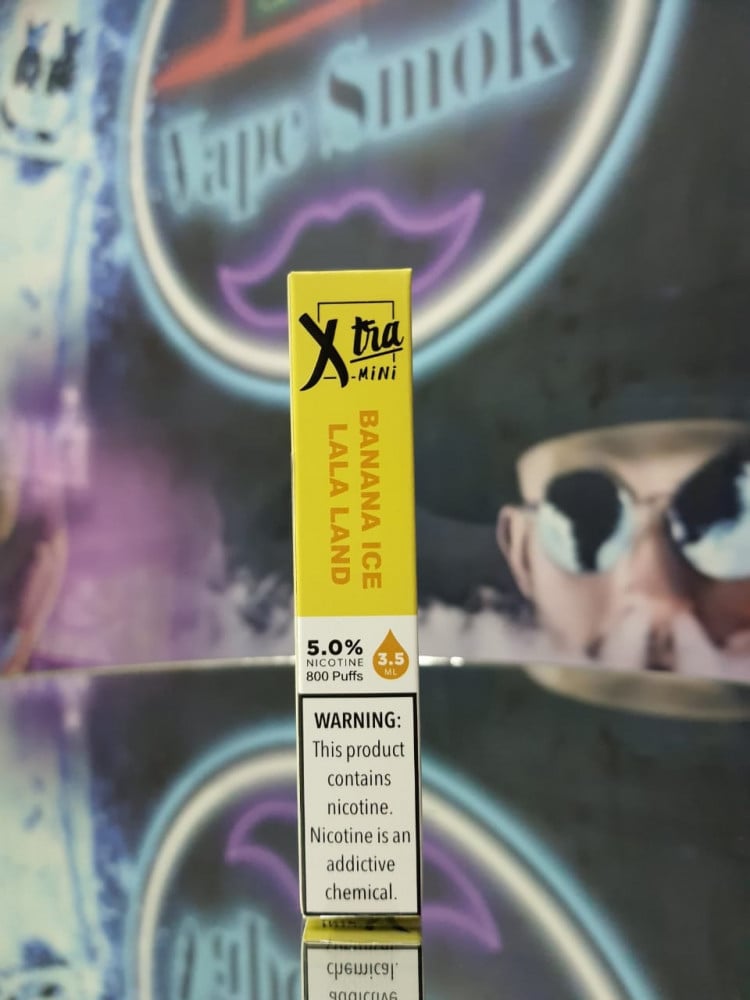 Vape Smok
Xtra
MiNi
BANANA ICE
LALA LAND
5.0%
NICOTINE
800 Puffs
3.5
ML
WARNING:
This product
contains
nicotine.
Nicotine is an
addictive
chemical.